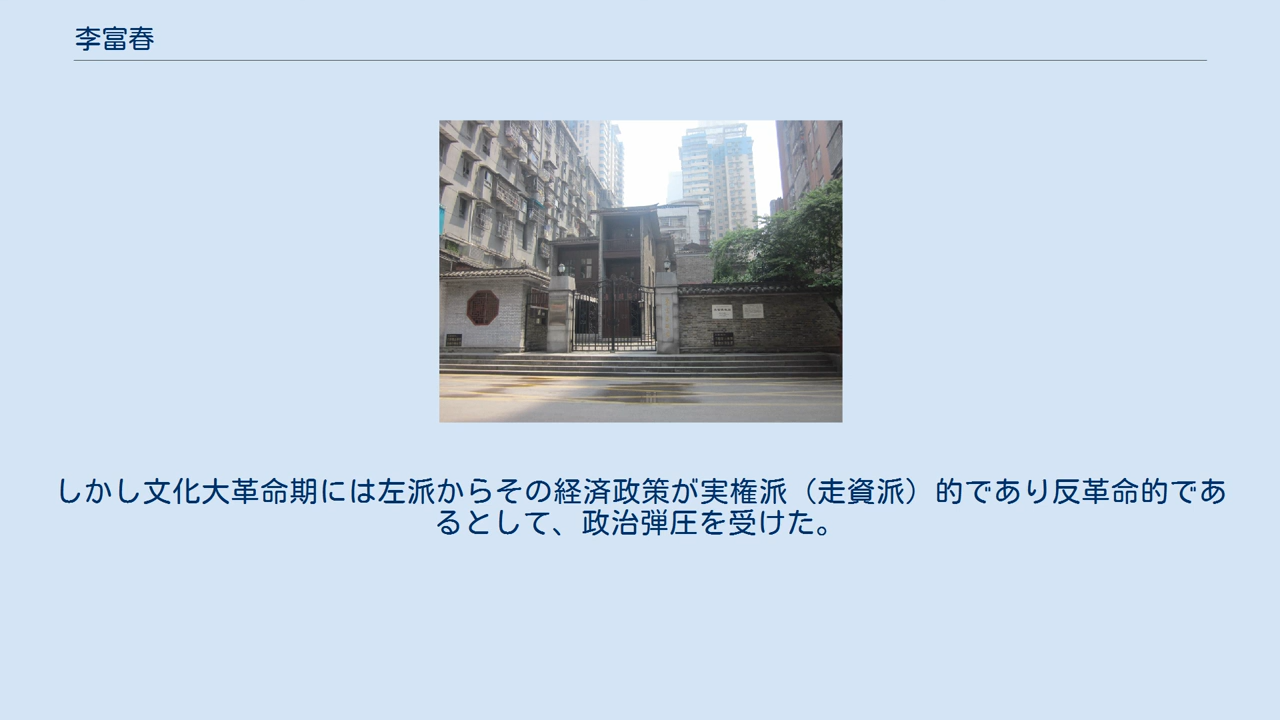 李富春
しかし文化大革命期には左派からその経済政策が実権派（走資派）的であり反革命的であ
るとして、政治弾圧を受けた。